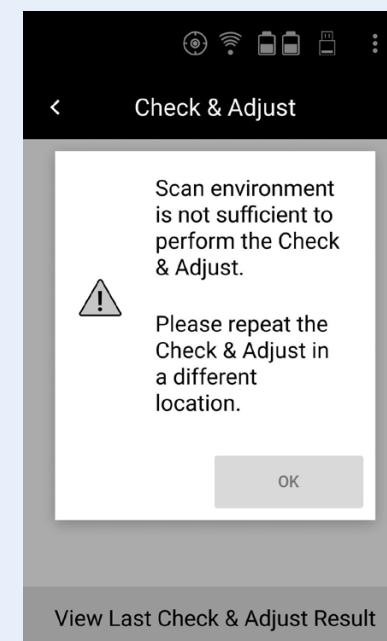 Check & Adjust
Scan environment
is not sufficient to
perform the Check
& Adjust.
Please repeat the
Check & Adjust in
a different
location.
OK
View Last Check & Adjust Result